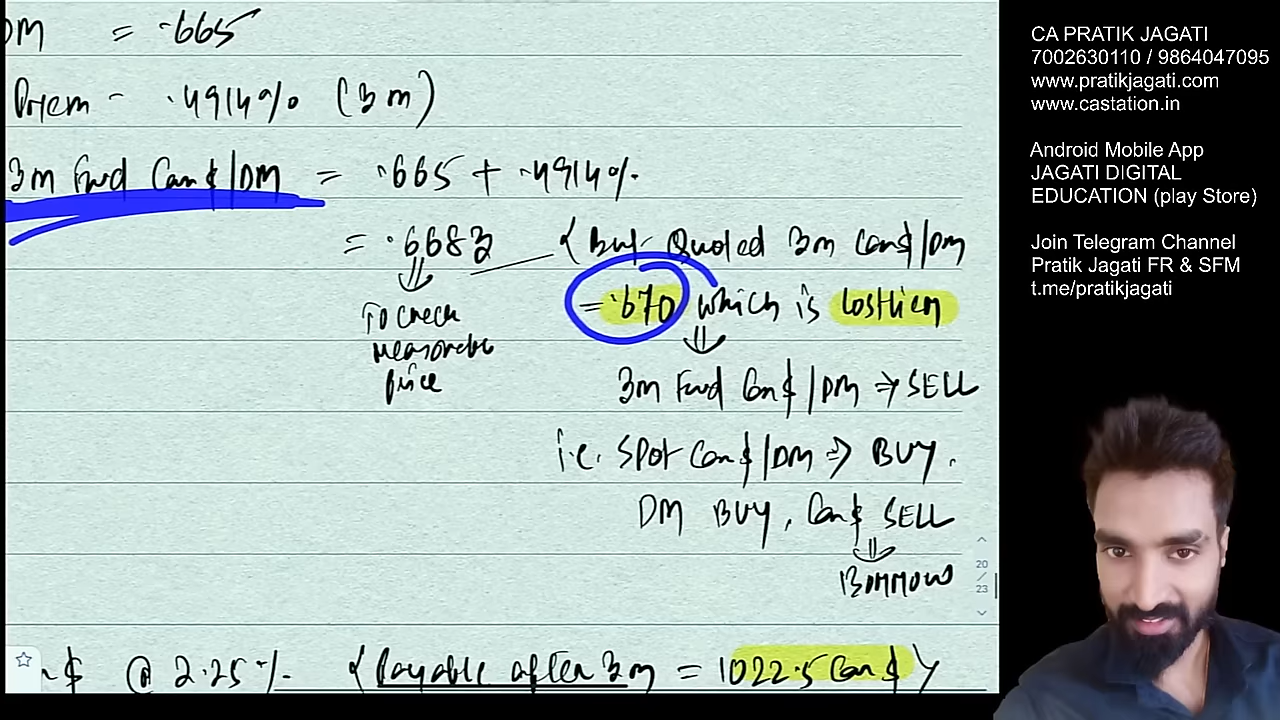 DM = .665
Prem - .4914% (3m)
3m Fwd Can$/DM = .665 + .4914%
= .6683 { But Quoted 3m Can$/DM
To check
reasonable
price
= .670 which is costlier
3m Fwd Can$/DM ⇒ SELL
i.e. SPOT Can$/DM ⇒ BUY.
DM BUY, Can$ SELL
BORROW
n$ @ 2.25%. { Payable after 3m = 1022.5 Can$ }
20
/
23
CA PRATIK JAGATI
7002630110 / 9864047095
www.pratikjagati.com
www.castation.in
Android Mobile App
JAGATI DIGITAL
EDUCATION (play Store)
Join Telegram Channel
Pratik Jagati FR & SFM
t.me/pratikjagati